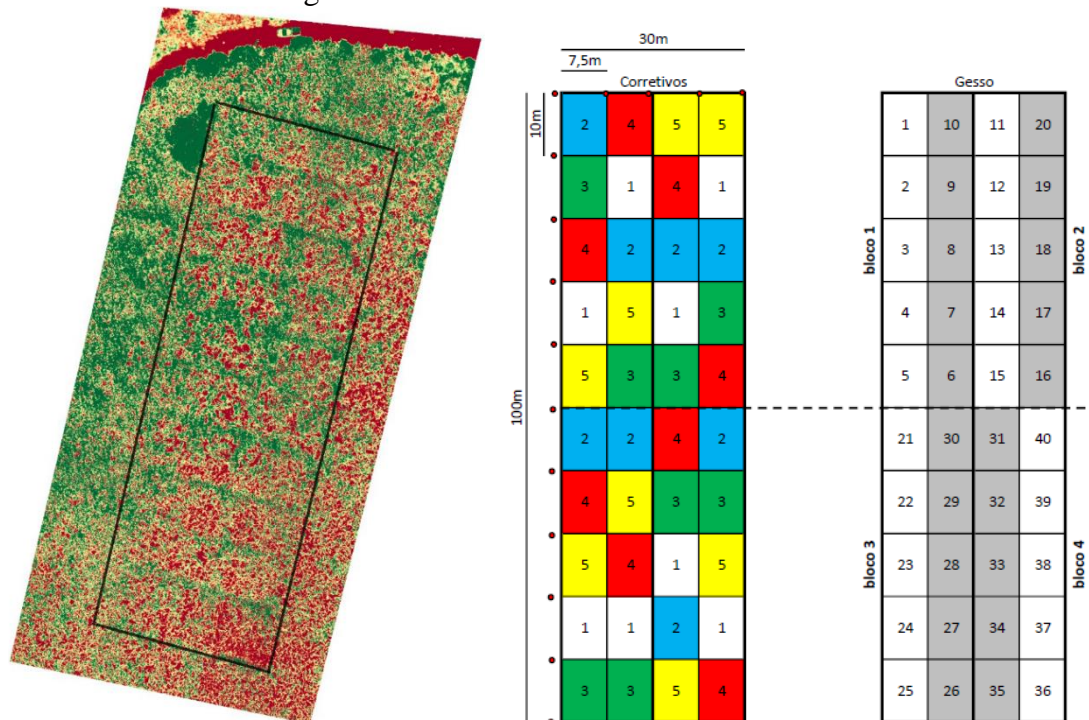 30m
7,5m
Corretivos
Gesso
10m
100m
2 4 5 5
3 1 4 1
4 2 2 2
1 5 1 3
5 3 3 4
2 2 4 2
4 5 3 3
5 4 1 5
1 1 2 1
3 3 5 4
bloco 1
bloco 3
1 10 11 20
2 9 12 19
3 8 13 18
4 7 14 17
5 6 15 16
21 30 31 40
22 29 32 39
23 28 33 38
24 27 34 37
25 26 35 36
bloco 2
bloco 4